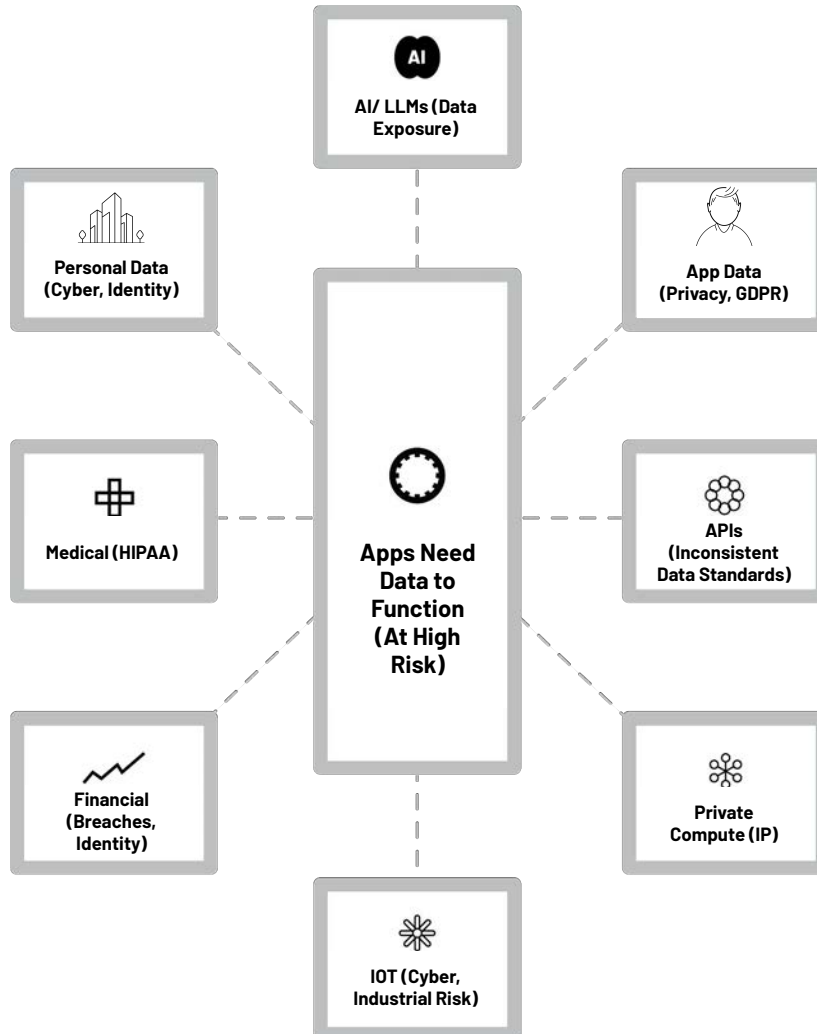 AI
AI/ LLMs (Data
Exposure)
Personal Data
(Cyber, Identity)
App Data
(Privacy, GDPR)
Medical (HIPAA)
Apps Need
Data to
Function
(At High
Risk)
APIs
(Inconsistent
Data Standards)
Financial
(Breaches,
Identity)
Private
Compute (IP)
IOT (Cyber,
Industrial Risk)